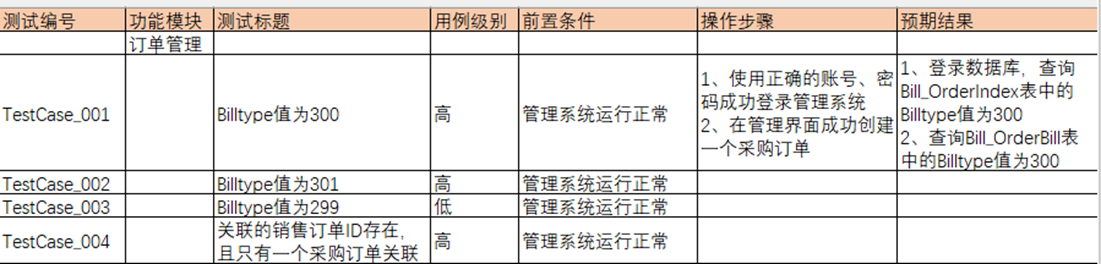 测试编号 功能模块 测试标题 用例级别 前置条件 操作步骤 预期结果
订单管理
TestCase_001 Billtype值为300 高 管理系统运行正常
1、使用正确的账号、密
码成功登录管理系统
2、在管理界面成功创建
一个采购订单
1、登录数据库，查询
Bill_OrderIndex表中的
Billtype值为300
2、查询Bill_OrderBill表
中的Billtype值为300
TestCase_002 Billtype值为301 高 管理系统运行正常
TestCase_003 Billtype值为299 低 管理系统运行正常
TestCase_004
关联的销售订单ID存在，
且只有一个采购订单关联
高 管理系统运行正常